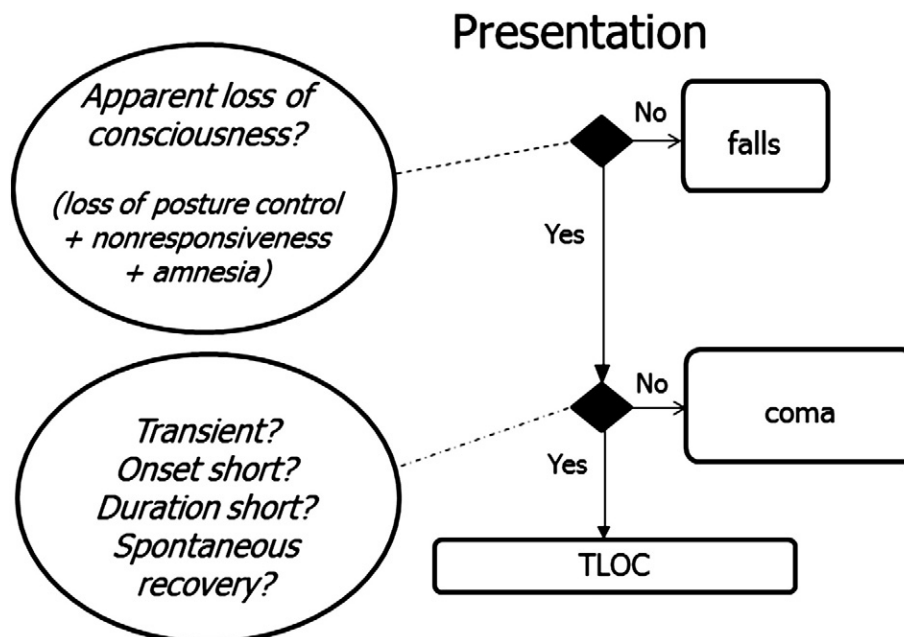 Presentation
Apparent loss of
consciousness?
(loss of posture control
+ nonresponsiveness
+ amnesia)
No
falls
Yes
Transient?
Onset short?
Duration short?
Spontaneous
recovery?
No
coma
Yes
TLOC